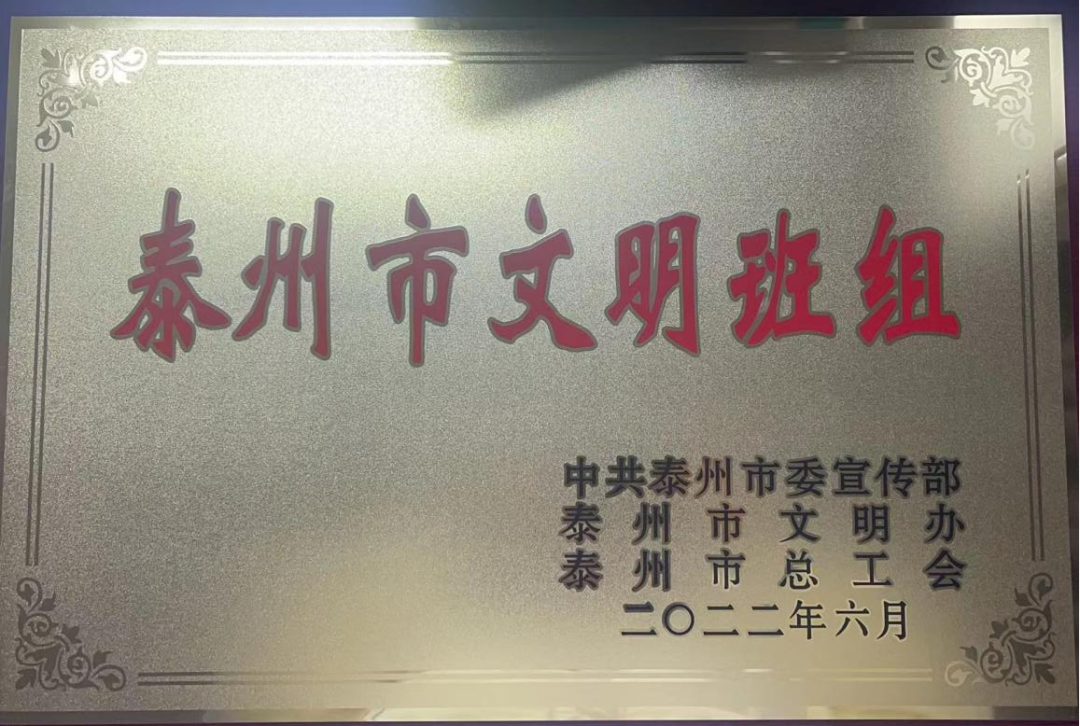 泰州市文明班组
中共泰州市委宣传部
泰州市文明办
泰州市总工会
二〇二二年六月